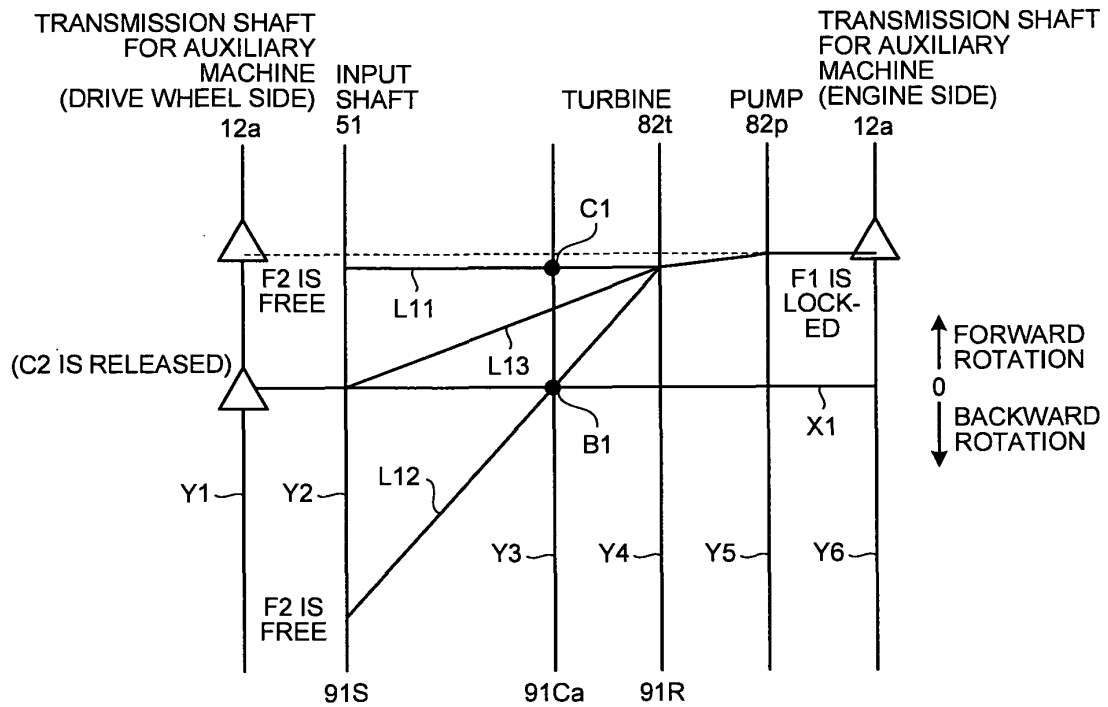 TRANSMISSION SHAFT
FOR AUXILIARY
MACHINE
(DRIVE WHEEL SIDE)
12a
INPUT
SHAFT
51
TURBINE
82t
PUMP
82p
TRANSMISSION SHAFT
FOR AUXILIARY
MACHINE
(ENGINE SIDE)
12a
C1
F2 IS
FREE
L11
F1 IS
LOCK-
ED
L13
(C2 IS RELEASED)
FORWARD
ROTATION
0
BACKWARD
ROTATION
B1
X1
L12
Y1
Y2
Y3
Y4
Y5
Y6
F2 IS
FREE
91S
91Ca
91R